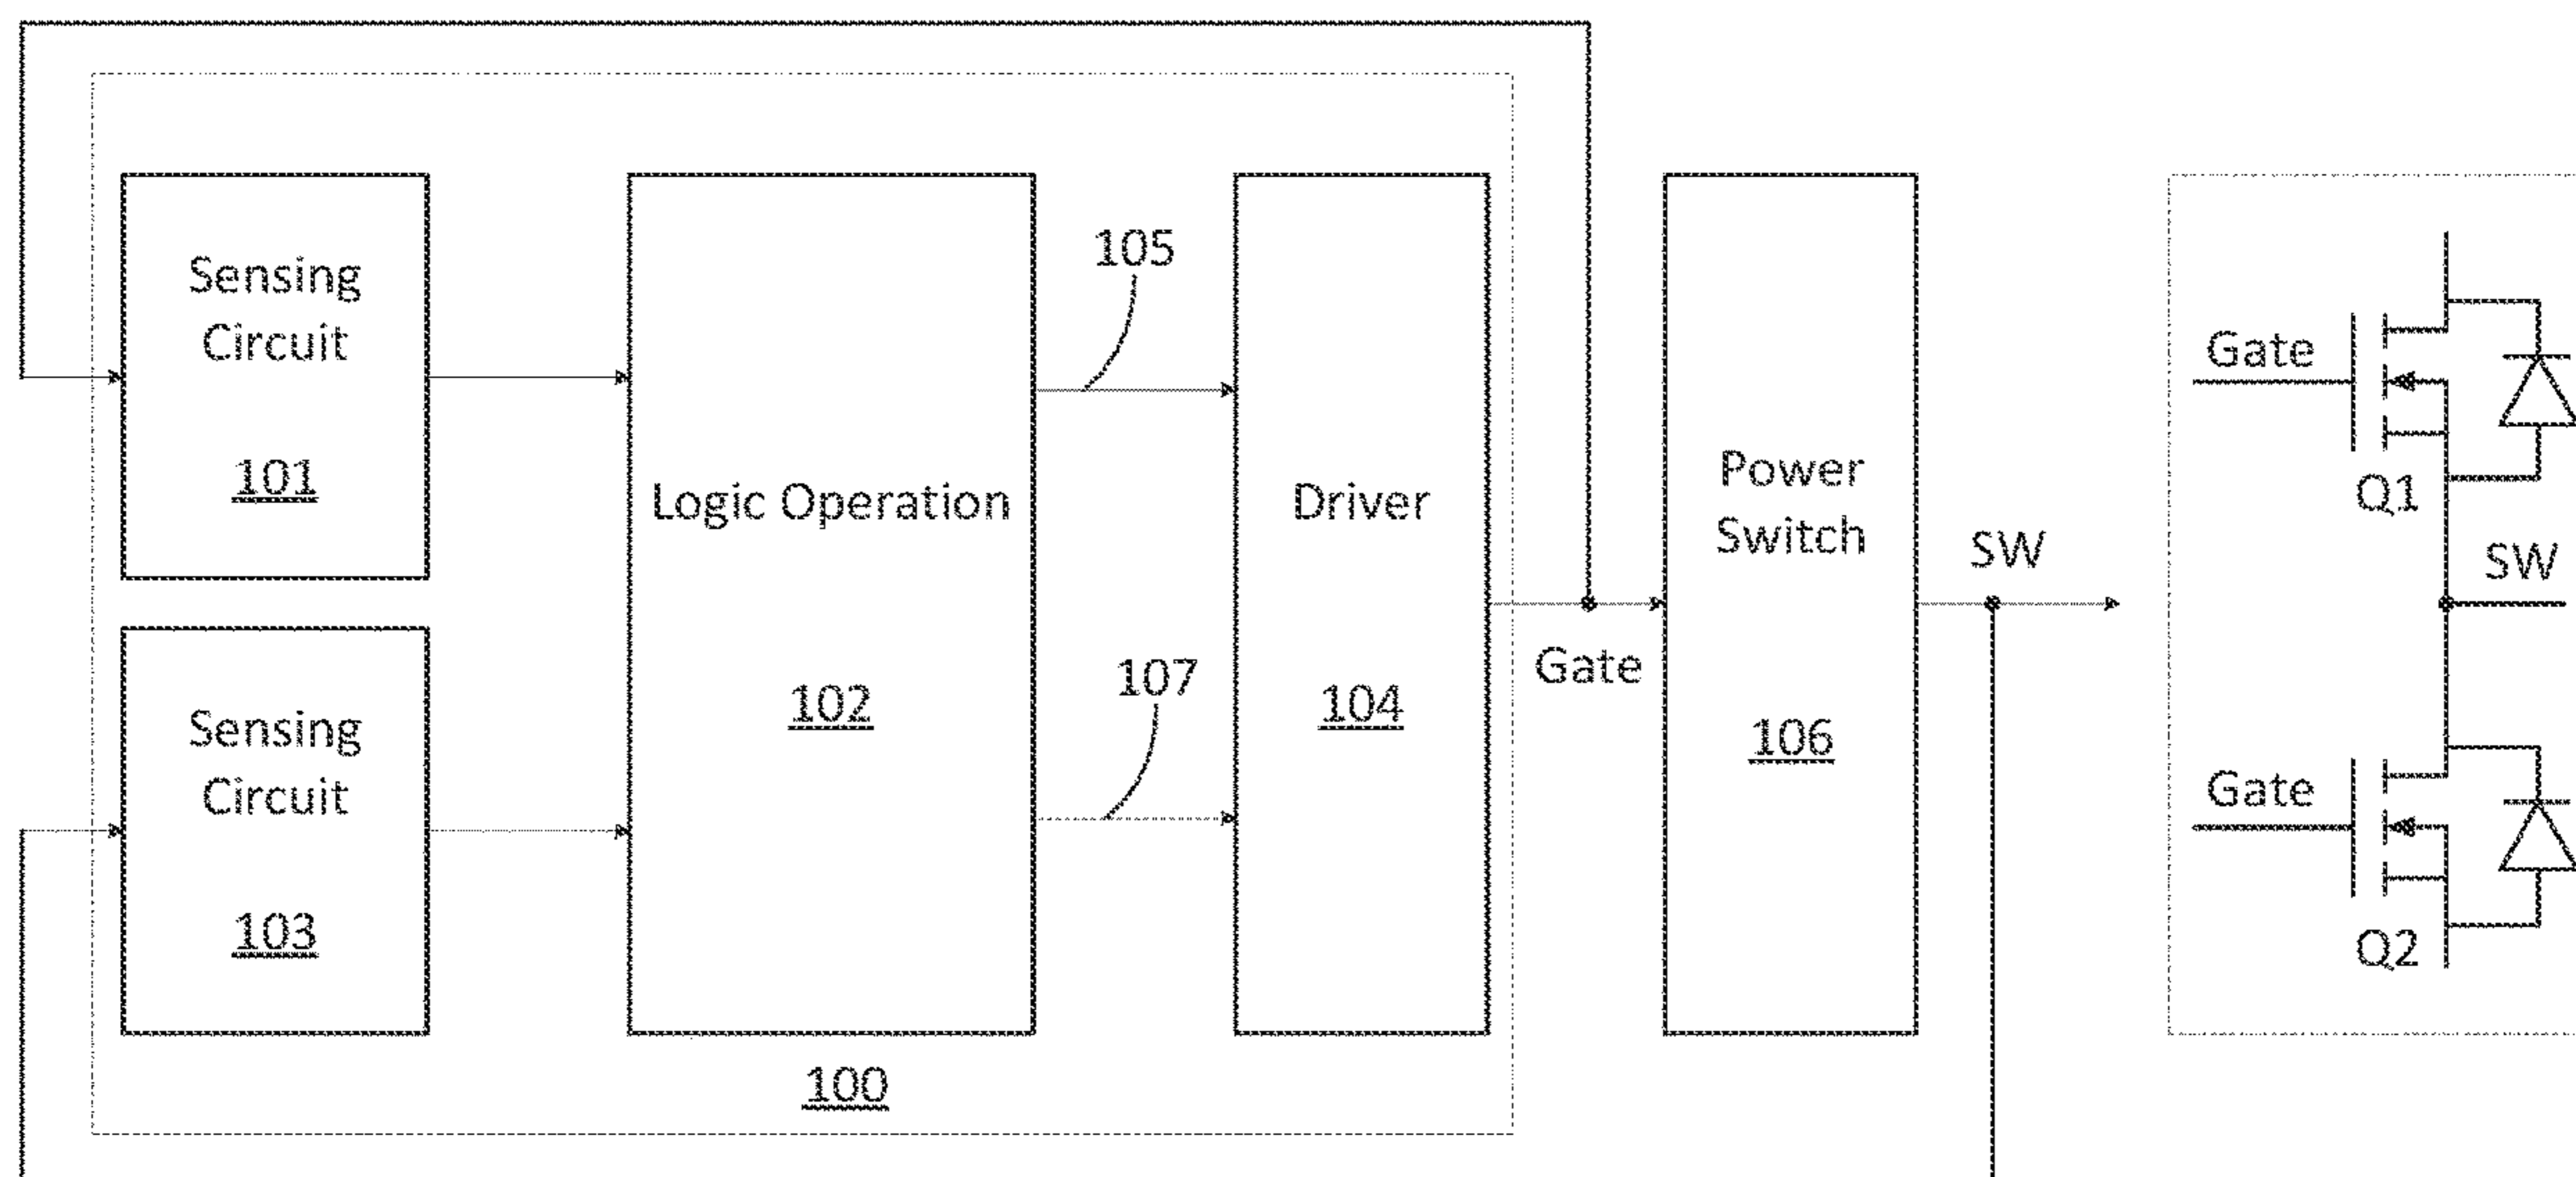 Sensing
Circuit
101
Sensing
Circuit
103
Logic Operation
102
105
107
Driver
104
100
Gate
Power
Switch
106
SW
Gate
Q1
SW
Gate
Q2